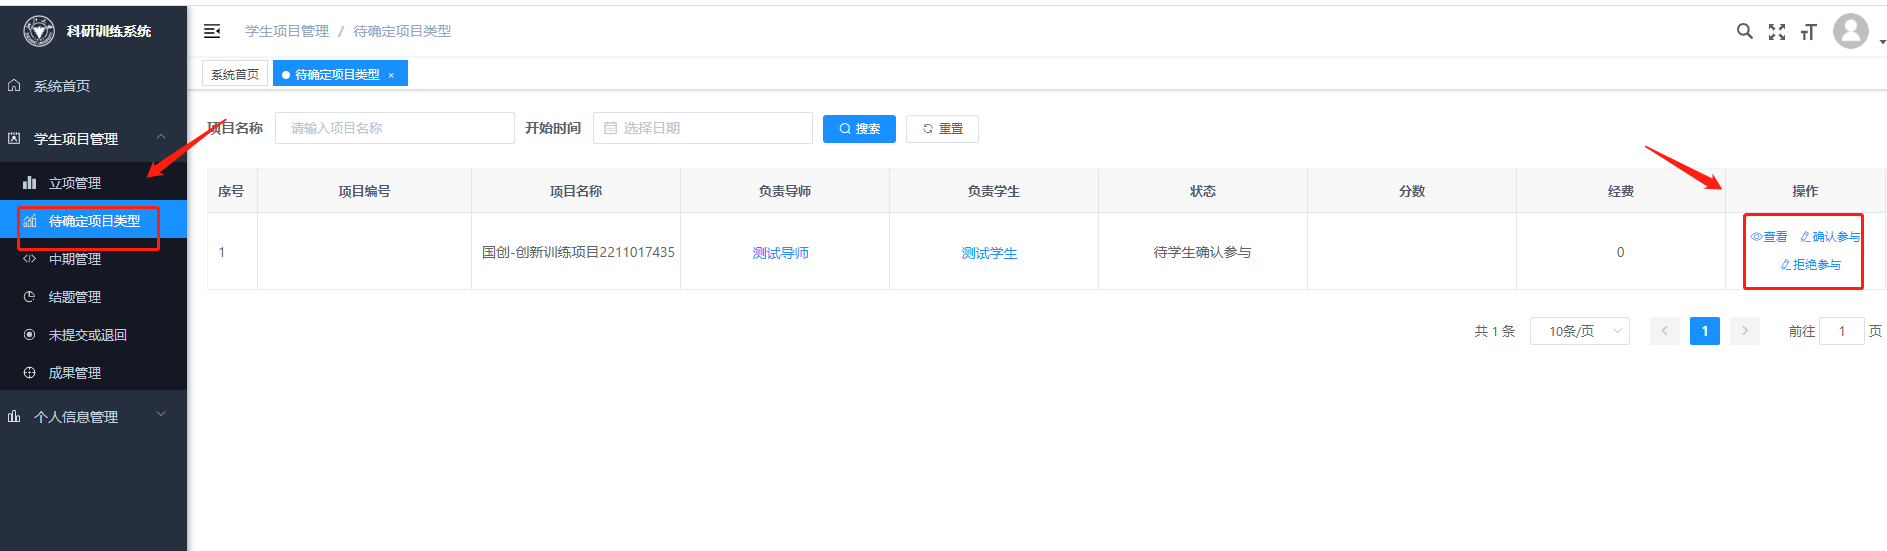 科研训练系统
学生项目管理 / 待确定项目类型
系统首页
待确定项目类型 ×
系统首页
学生项目管理
立项管理
待确定项目类型
中期管理
结题管理
未提交或退回
成果管理
个人信息管理
项目名称 请输入项目名称 开始时间 选择日期 搜索 重置
序号 项目编号 项目名称 负责导师 负责学生 状态 分数 经费 操作
1 国创-创新训练项目2211017435 测试导师 测试学生 待学生确认参与 0 查看 确认参与
拒绝参与
共 1 条 10条/页 < 1 > 前往 1 页